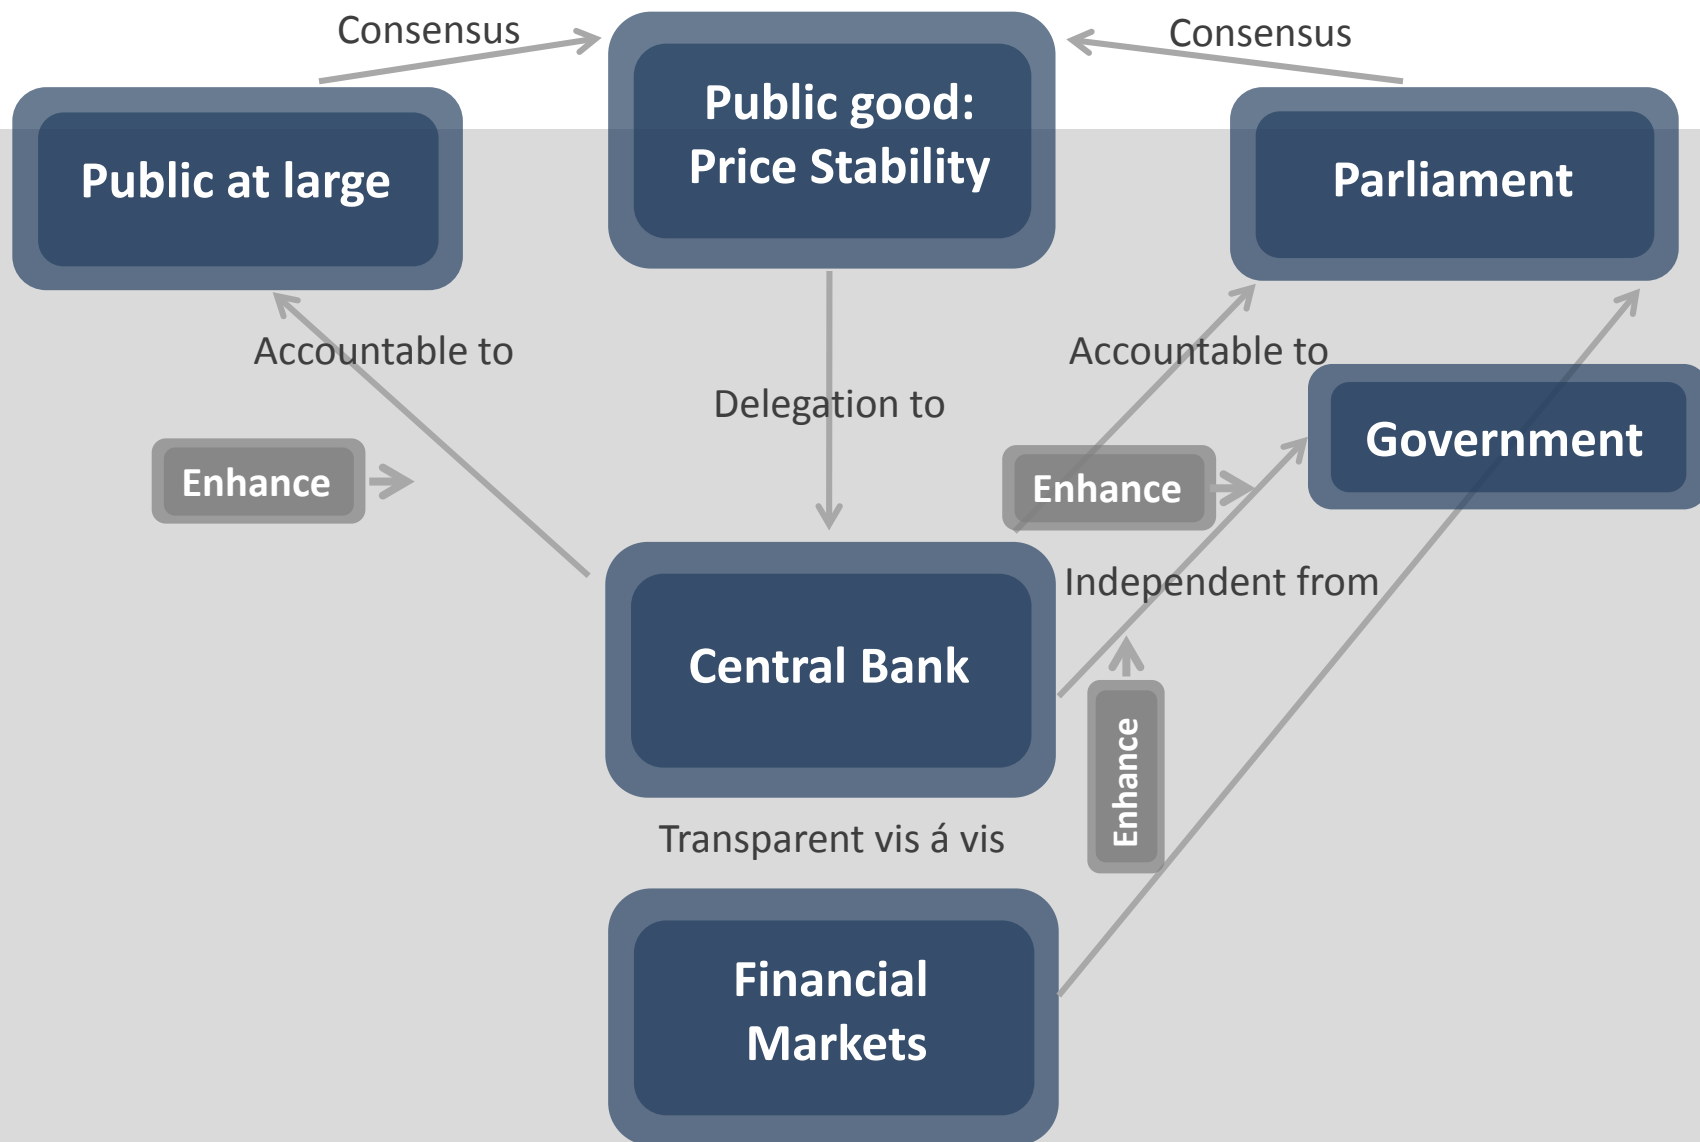 Consensus
Consensus
Public good:
Price Stability
Public at large
Parliament
Accountable to
Accountable to
Delegation to
Government
Enhance
Enhance
Independent from
Central Bank
Enhance
Transparent vis á vis
Financial
Markets